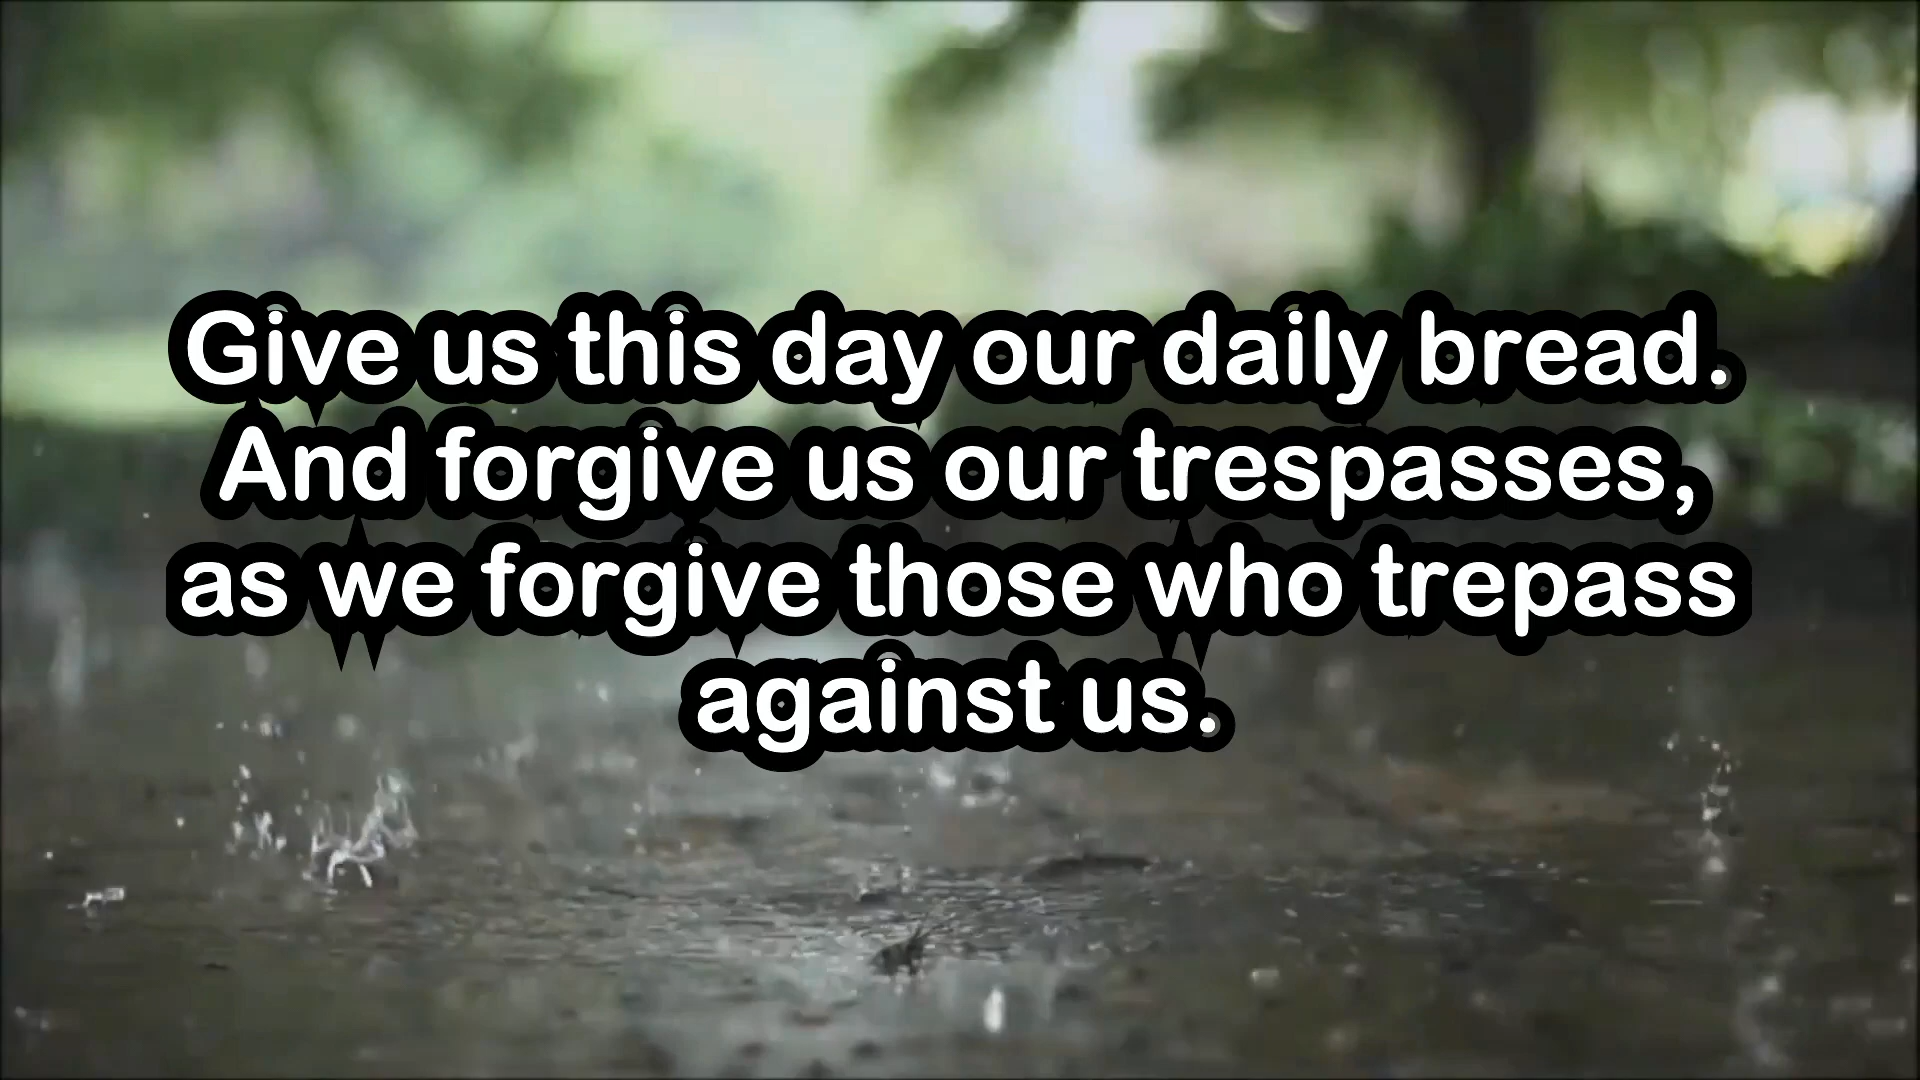 Give us this day our daily bread.
And forgive us our trespasses,
as we forgive those who trepass
against us.